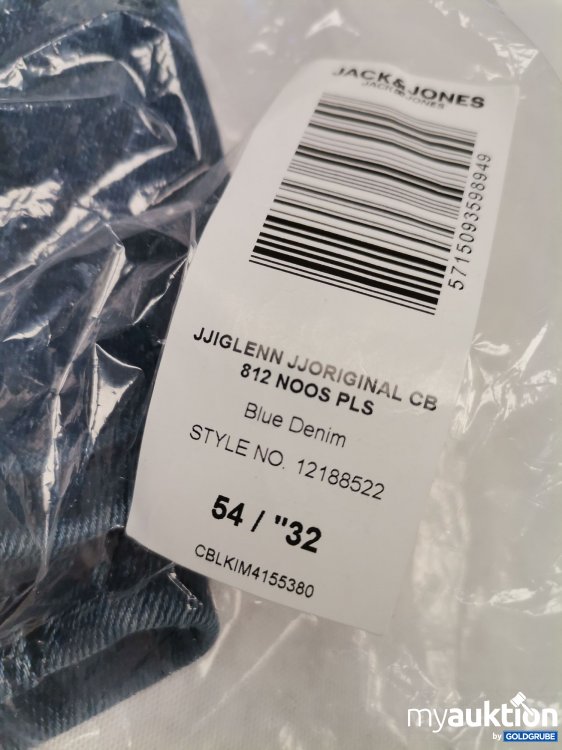 JACK&JONES
JACK&JONES
5715093598949
JJIGLENN JJORIGINAL CB
812 NOOS PLS
Blue Denim
STYLE NO. 12188522
54 / "32
CBLKIM4155380
myauktion
by GOLDGRUBE